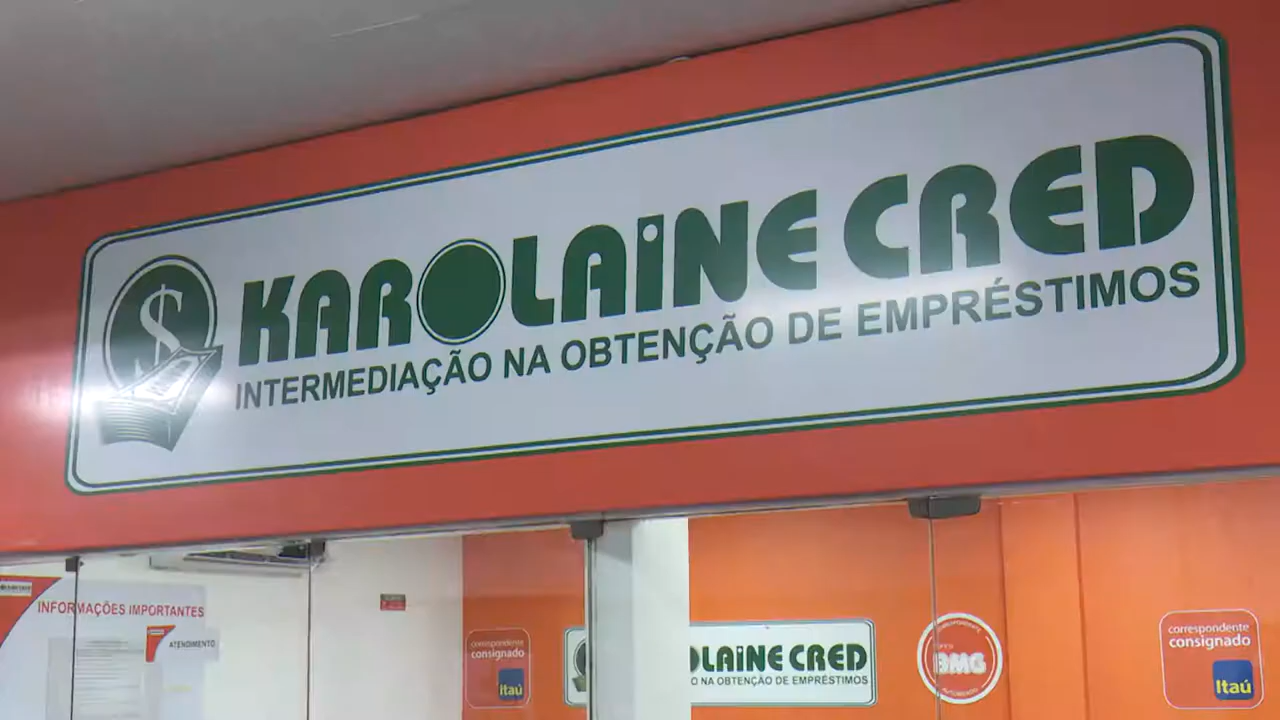 $
KAROLAINE CRED
INTERMEDIAÇÃO NA OBTENÇÃO DE EMPRÉSTIMOS
INFORMAÇÕES IMPORTANTES
ATENDIMENTO
correspondente
consignado
Itaú
OLAINE CRED
O NA OBTENÇÃO DE EMPRÉSTIMOS
BMG
correspondente
consignado
Itaú